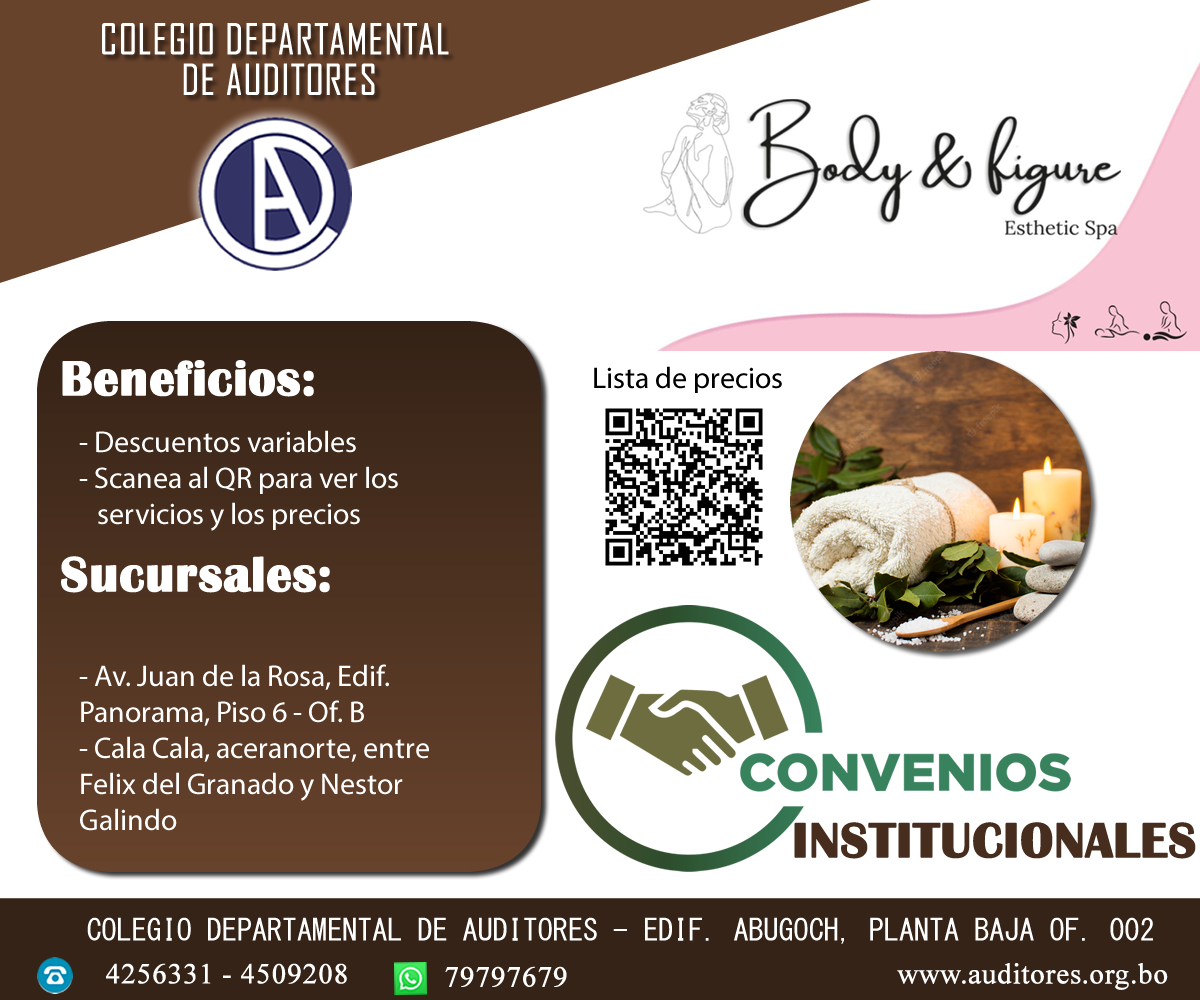 COLEGIO DEPARTAMENTAL
DE AUDITORES
CAD
Body & figure
Esthetic Spa
Beneficios:
- Descuentos variables
- Scanea al QR para ver los
servicios y los precios
Sucursales:
- Av. Juan de la Rosa, Edif.
Panorama, Piso 6 - Of. B
- Cala Cala, aceranorte, entre
Felix del Granado y Nestor
Galindo
Lista de precios
CONVENIOS
INSTITUCIONALES
COLEGIO DEPARTAMENTAL DE AUDITORES - EDIF. ABUGOCH, PLANTA BAJA OF. 002
4256331 - 4509208
79797679
www.auditores.org.bo